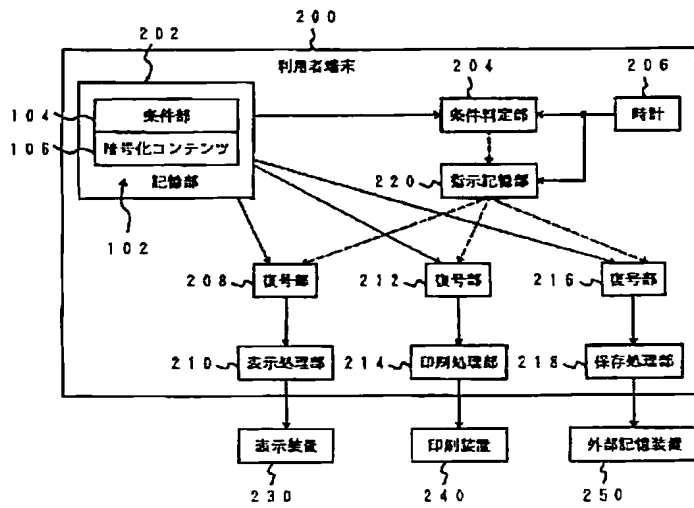 200
202
利用者端末
204
206
104
条件部
条件判定部
時計
106
暗号化コンテンツ
220
指示記憶部
記憶部
102
208
復号部
212
復号部
216
復号部
210
表示処理部
214
印刷処理部
218
保存処理部
表示装置
印刷装置
外部記憶装置
230
240
250